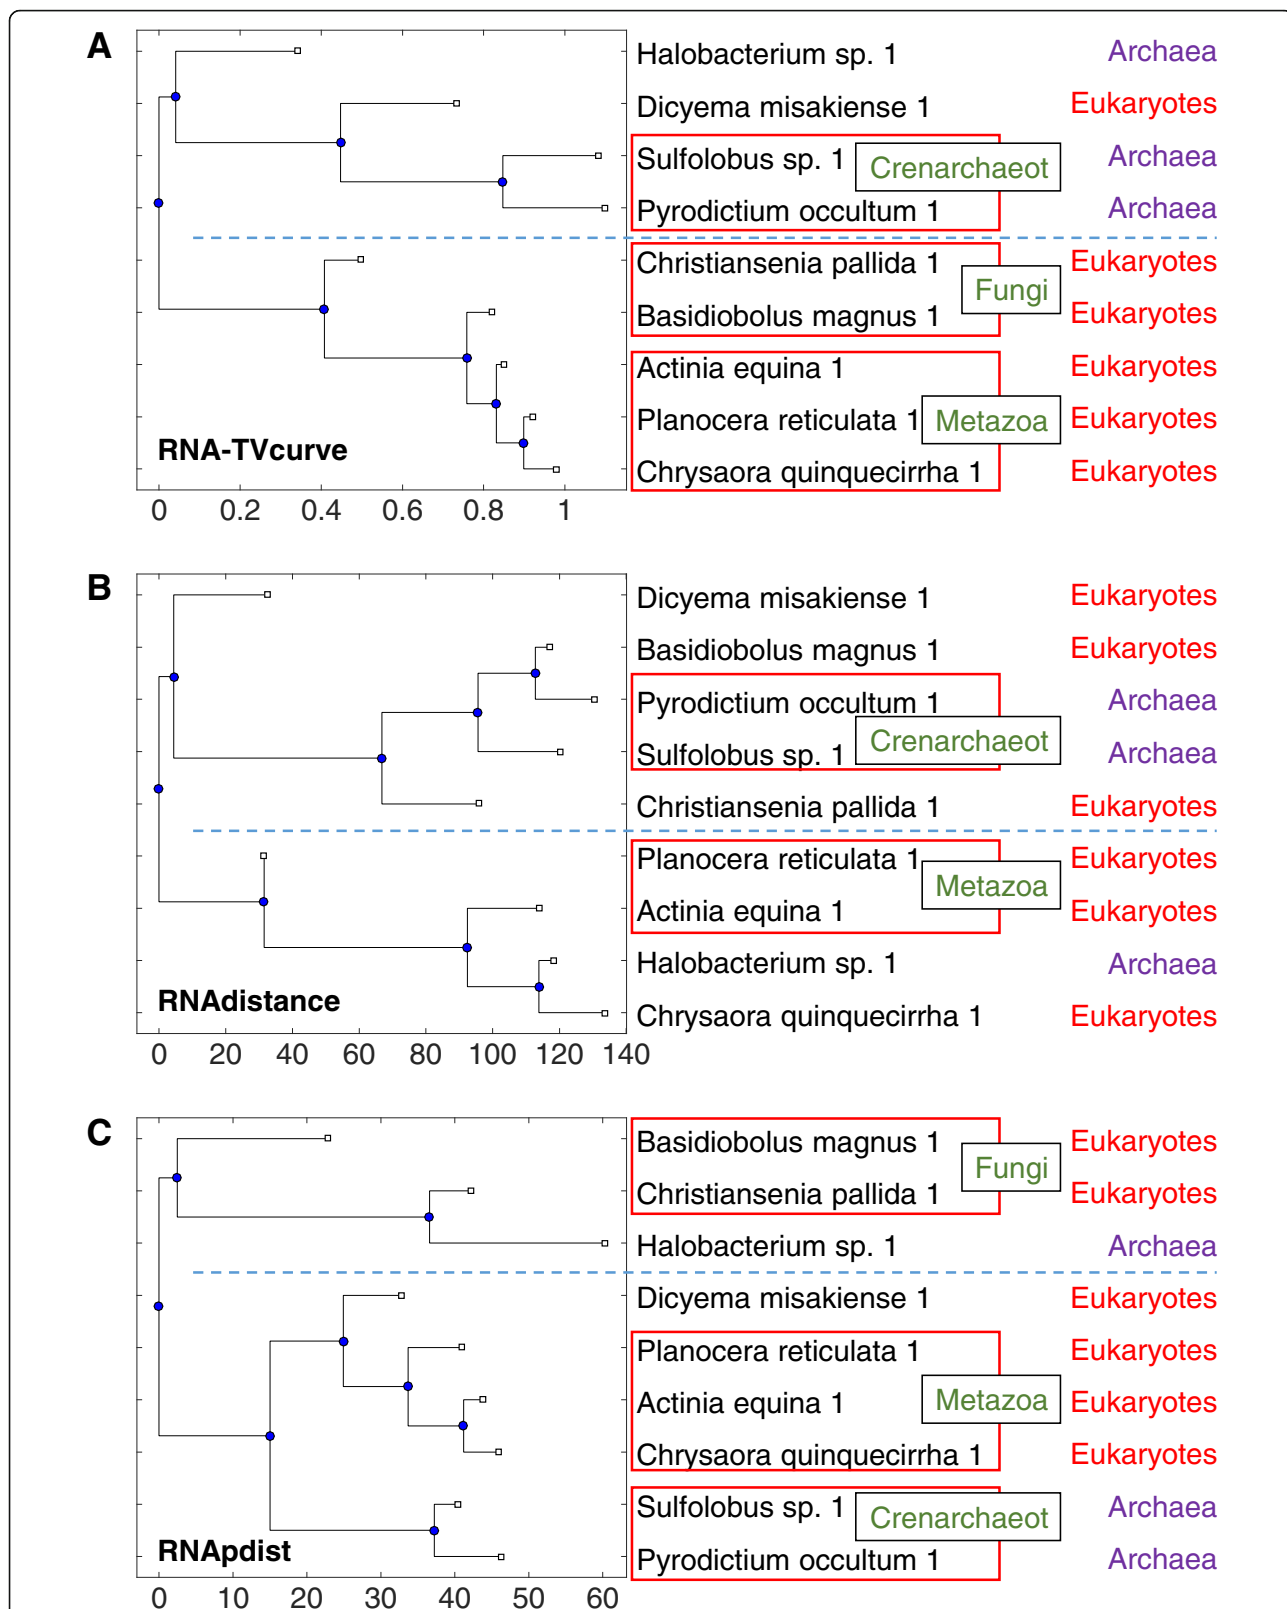 A
Halobacterium sp. 1 Archaea
Dicyema misakiense 1 Eukaryotes
Sulfolobus sp. 1 Crenarchaeot Archaea
Pyrodictium occultum 1 Archaea
Christiansenia pallida 1 Eukaryotes
Fungi
Basidiobolus magnus 1 Eukaryotes
Actinia equina 1 Eukaryotes
Planocera reticulata 1 Metazoa Eukaryotes
RNA-TVcurve
Chrysaora quinquecirrha 1 Eukaryotes
0 0.2 0.4 0.6 0.8 1
B
Dicyema misakiense 1 Eukaryotes
Basidiobolus magnus 1 Eukaryotes
Pyrodictium occultum 1 Archaea
Crenarchaeot
Sulfolobus sp. 1 Archaea
Christiansenia pallida 1 Eukaryotes
Planocera reticulata 1 Eukaryotes
Metazoa
Actinia equina 1 Eukaryotes
Halobacterium sp. 1 Archaea
RNAdistance
Chrysaora quinquecirrha 1 Eukaryotes
0 20 40 60 80 100 120 140
C
Basidiobolus magnus 1 Eukaryotes
Fungi
Christiansenia pallida 1 Eukaryotes
Halobacterium sp. 1 Archaea
Dicyema misakiense 1 Eukaryotes
Planocera reticulata 1 Eukaryotes
Actinia equina 1 Metazoa Eukaryotes
Chrysaora quinquecirrha 1 Eukaryotes
Sulfolobus sp. 1 Crenarchaeot Archaea
RNApdist
Pyrodictium occultum 1 Archaea
0 10 20 30 40 50 60